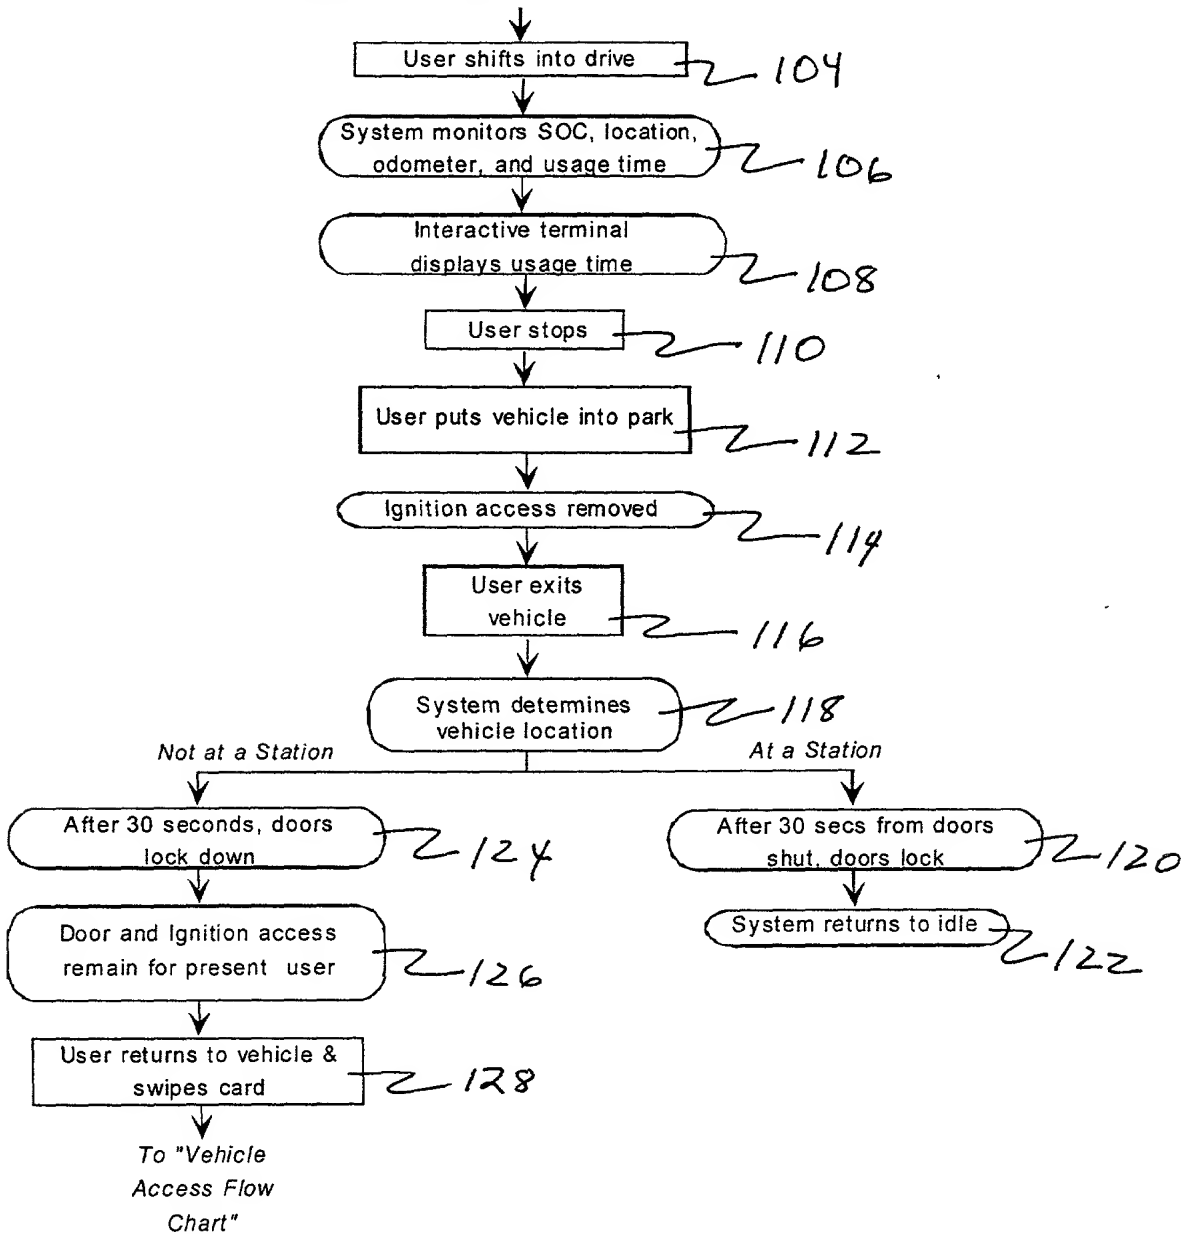 User shifts into drive
104
System monitors SOC, location,
odometer, and usage time
106
Interactive terminal
displays usage time
108
User stops
110
User puts vehicle into park
112
Ignition access removed
114
User exits
vehicle
116
System determines
vehicle location
118
Not at a Station
At a Station
After 30 seconds, doors
lock down
124
After 30 secs from doors
shut, doors lock
120
Door and Ignition access
remain for present user
126
System returns to idle
122
User returns to vehicle &
swipes card
128
To "Vehicle
Access Flow
Chart"